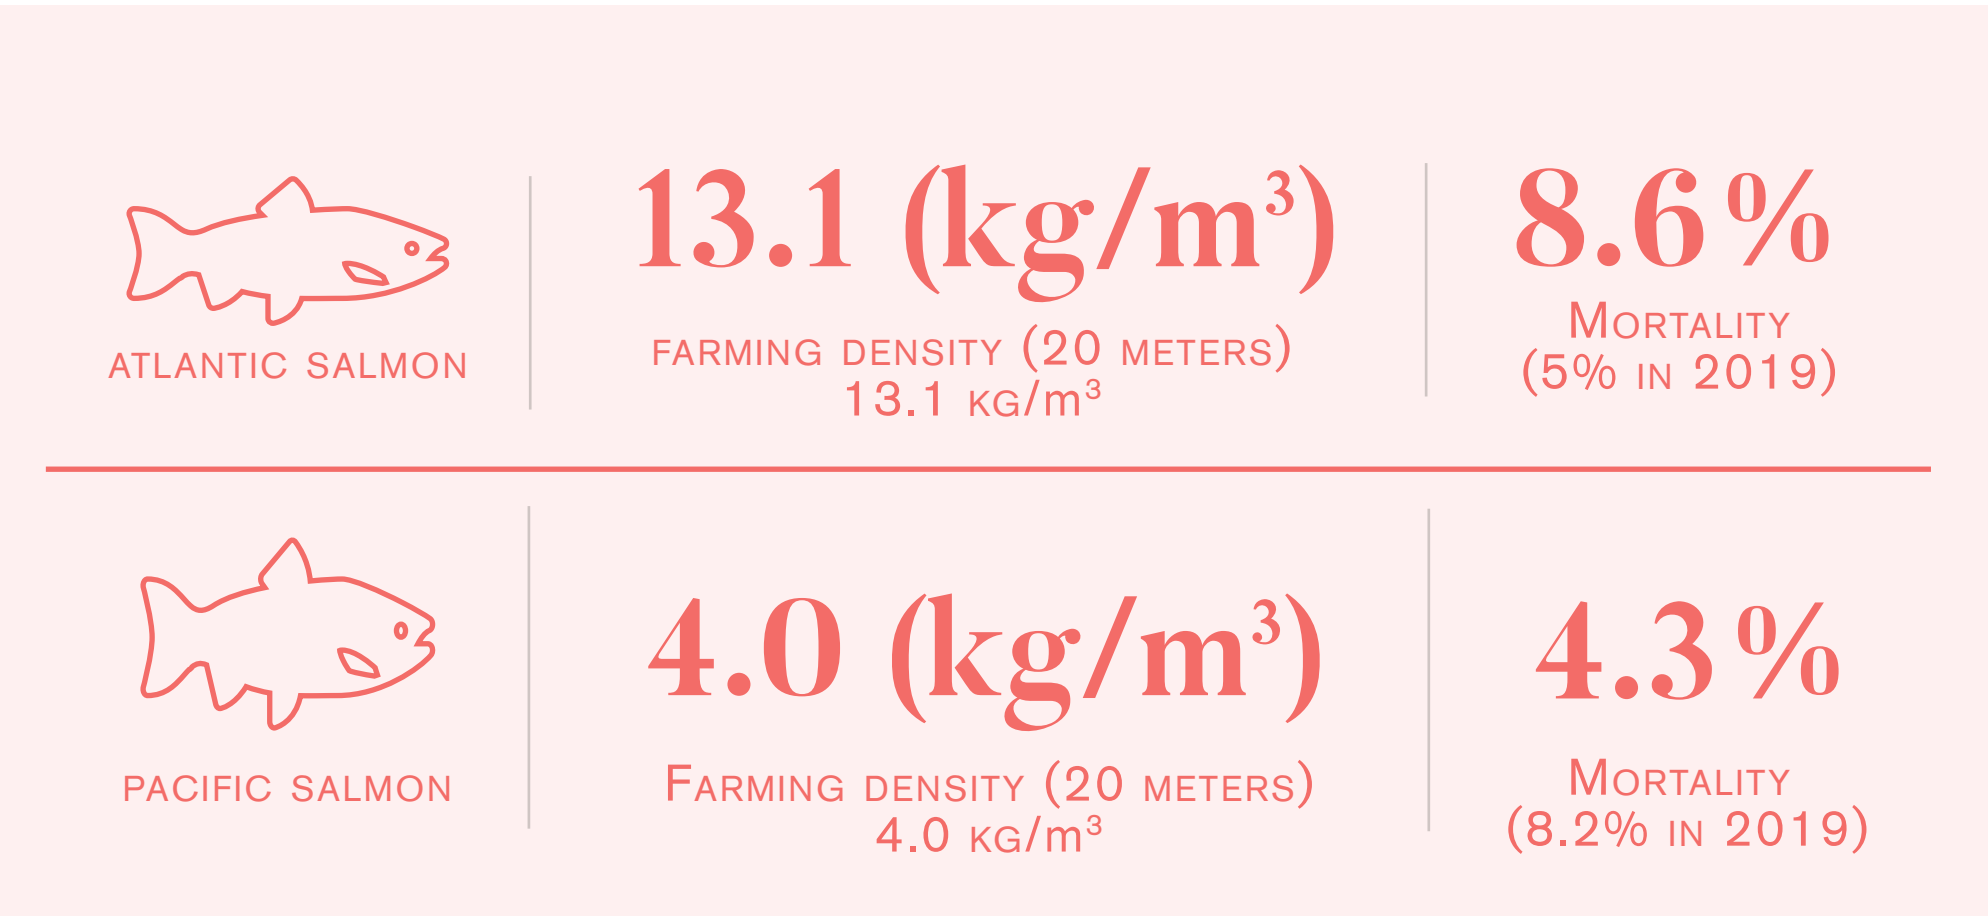 ATLANTIC SALMON
13.1 (kg/m³)
FARMING DENSITY (20 METERS)
13.1 KG/m³
8.6%
MORTALITY
(5% IN 2019)
PACIFIC SALMON
4.0 (kg/m³)
FARMING DENSITY (20 METERS)
4.0 KG/m³
4.3%
MORTALITY
(8.2% IN 2019)